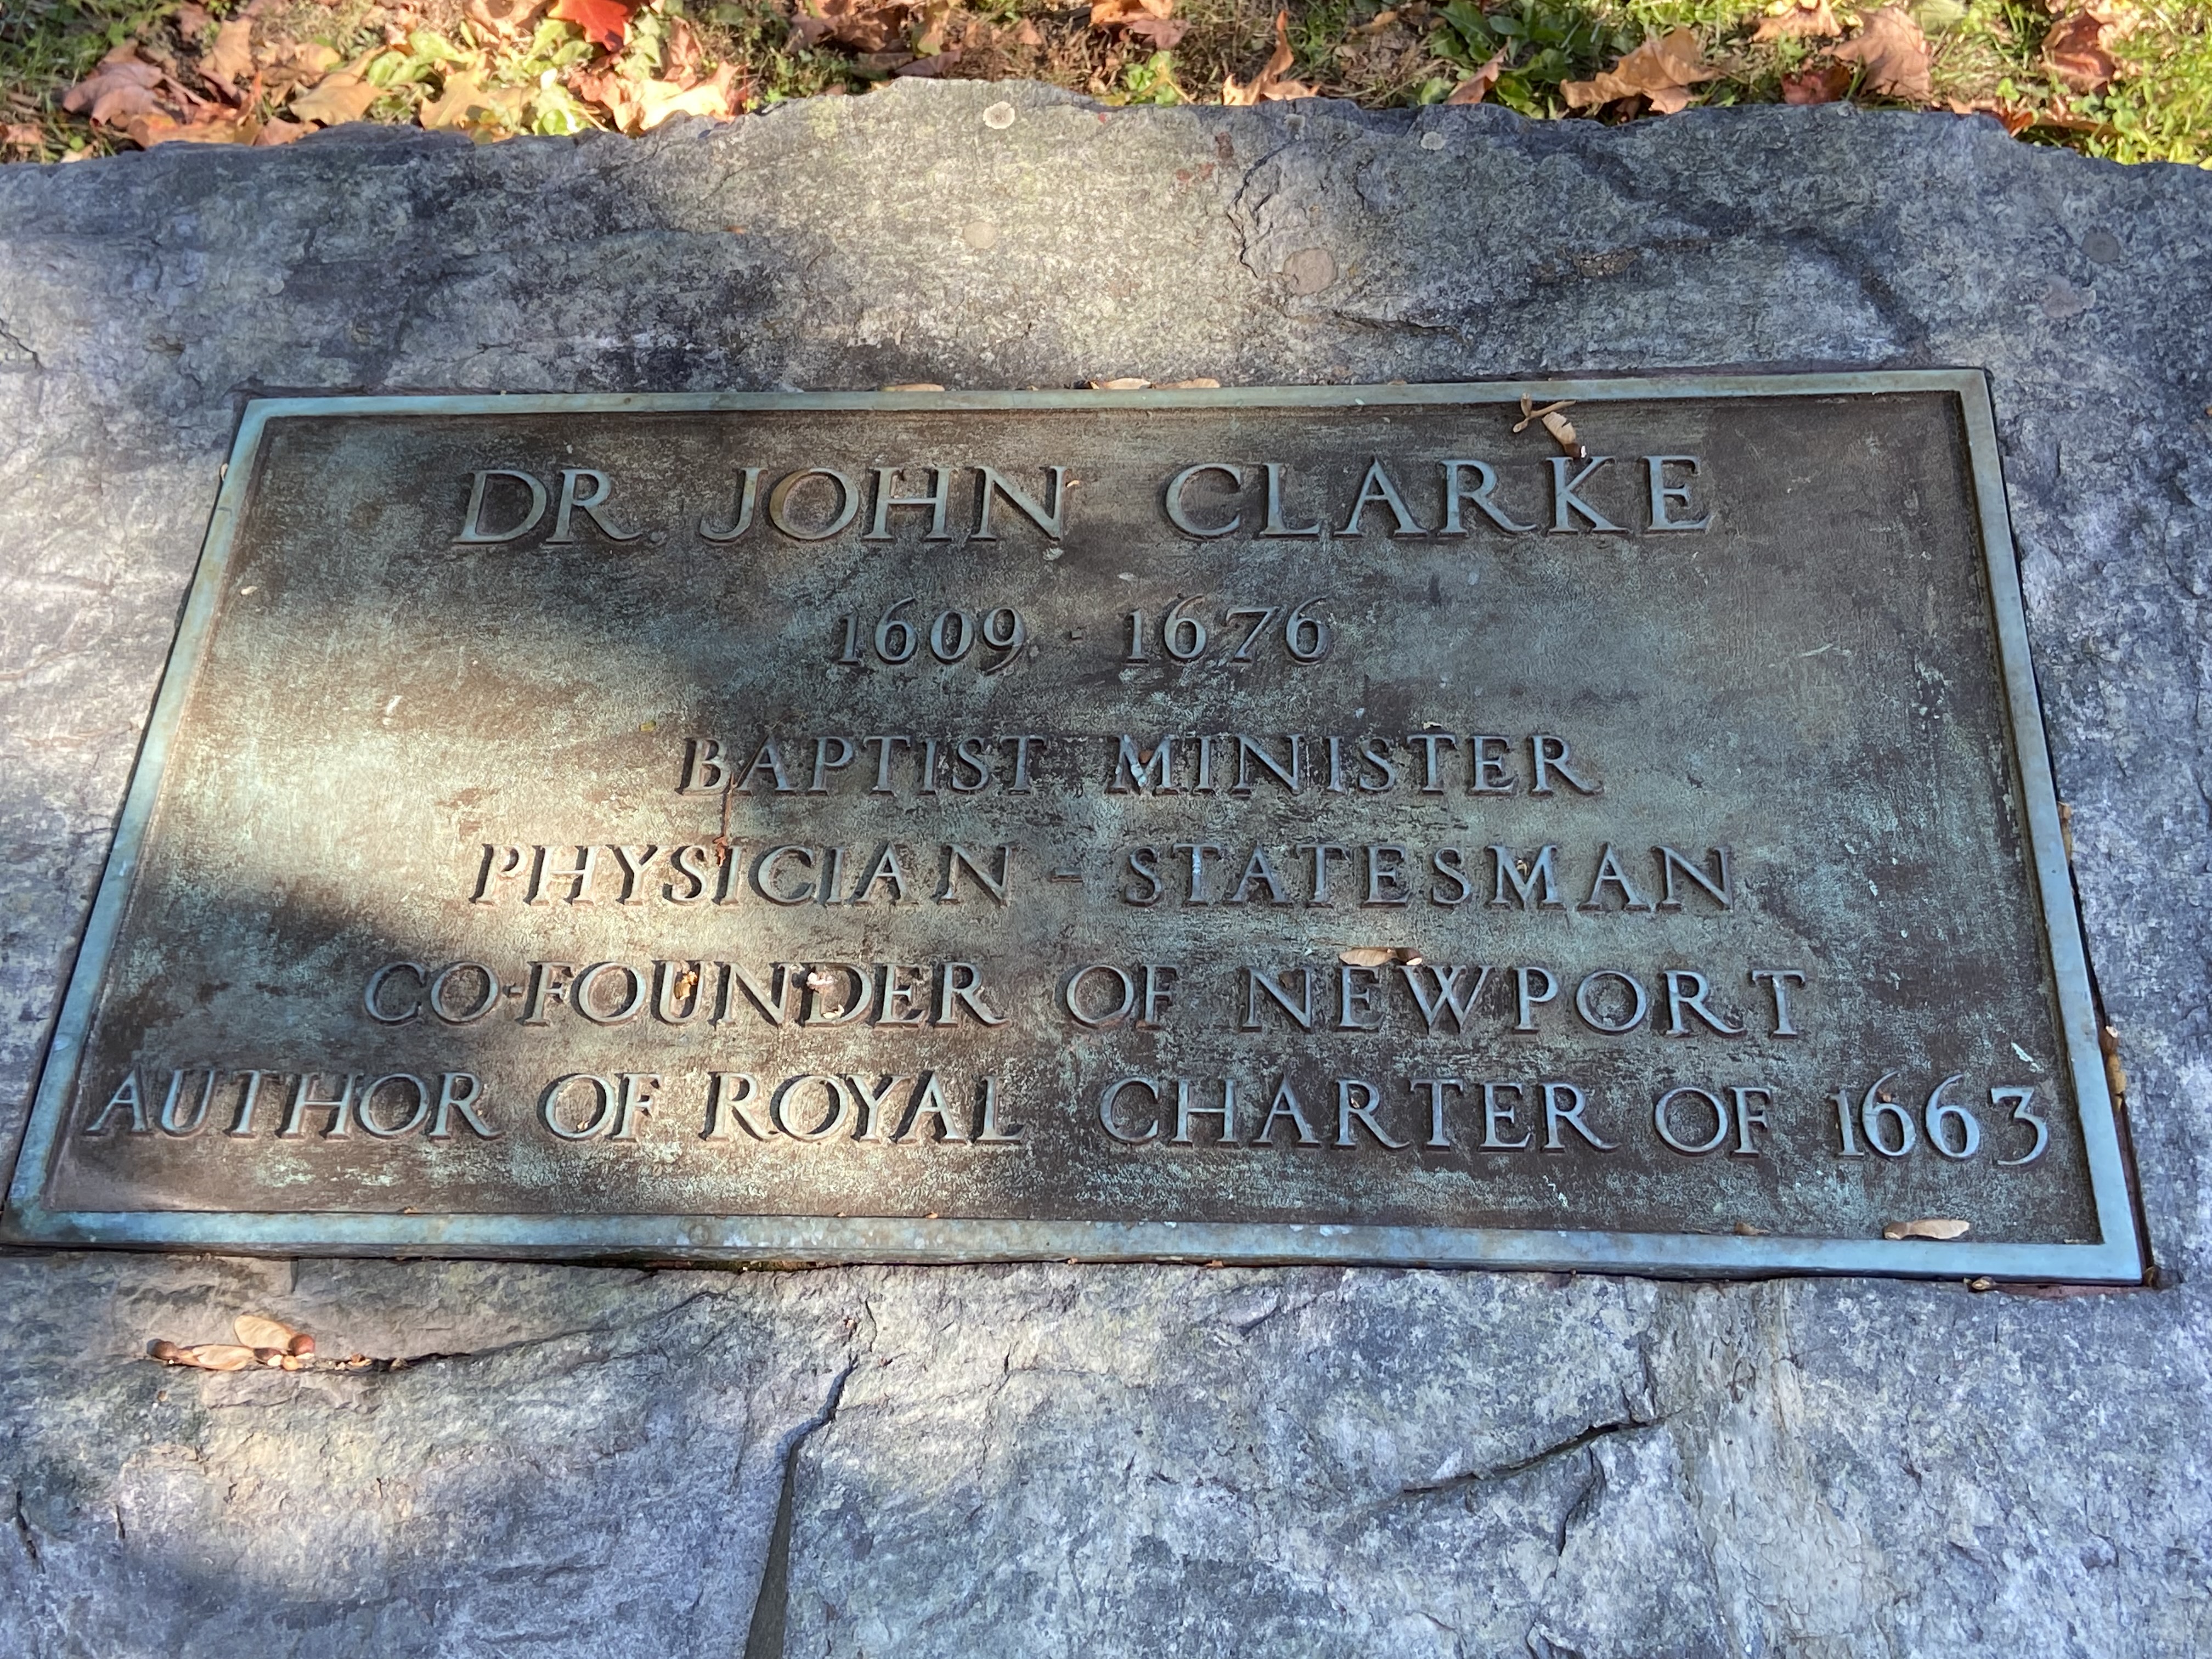 DR. JOHN CLARKE
1609 - 1676
BAPTIST MINISTER
PHYSICIAN - STATESMAN
CO-FOUNDER OF NEWPORT
AUTHOR OF ROYAL CHARTER OF 1663